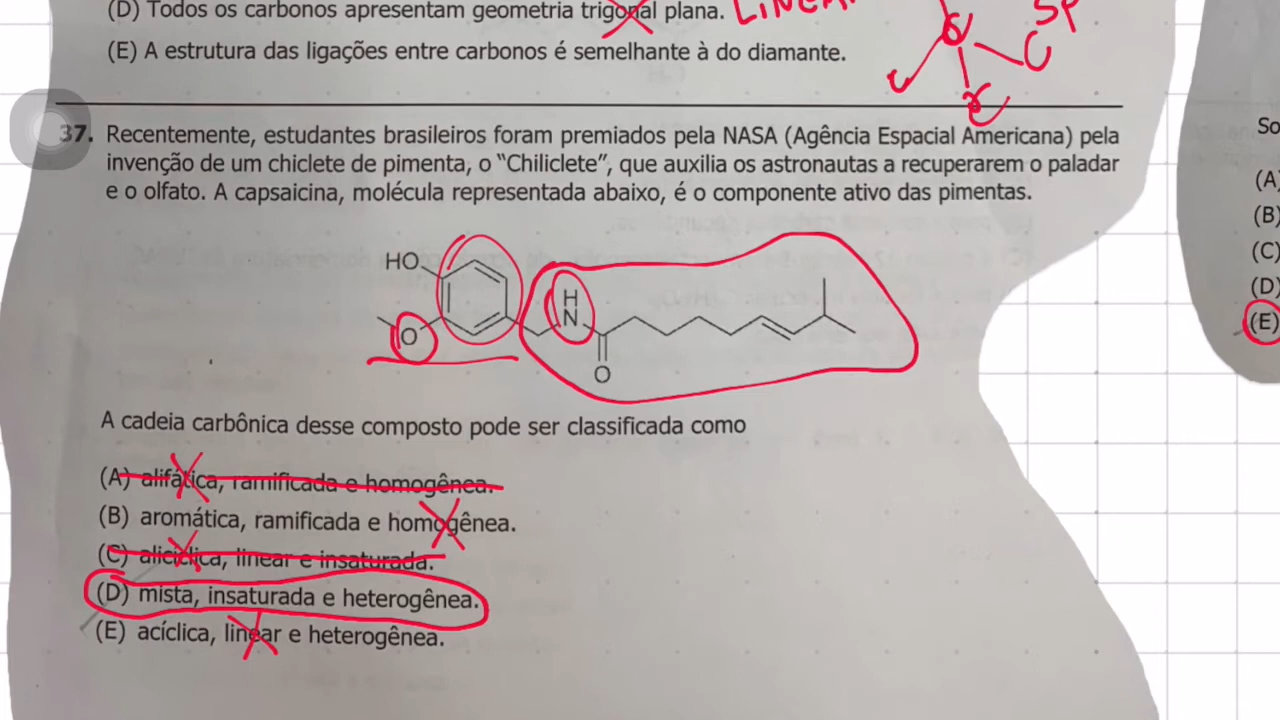 (D) Todos os carbonos apresentam geometria trigonal plana. LINEAR
(E) A estrutura das ligações entre carbonos é semelhante à do diamante.
C C C
Sp
37. Recentemente, estudantes brasileiros foram premiados pela NASA (Agência Espacial Americana) pela
invenção de um chiclete de pimenta, o “Chiliclete”, que auxilia os astronautas a recuperarem o paladar
e o olfato. A capsaicina, molécula representada abaixo, é o componente ativo das pimentas.
HO
H
N
O
O
A cadeia carbônica desse composto pode ser classificada como
(A) alifática, ramificada e homogênea.
(B) aromática, ramificada e homogênea.
(C) alicíclica, linear e insaturada.
(D) mista, insaturada e heterogênea.
(E) acíclica, linear e heterogênea.
So
(A)
(B)
(C)
(D)
(E)